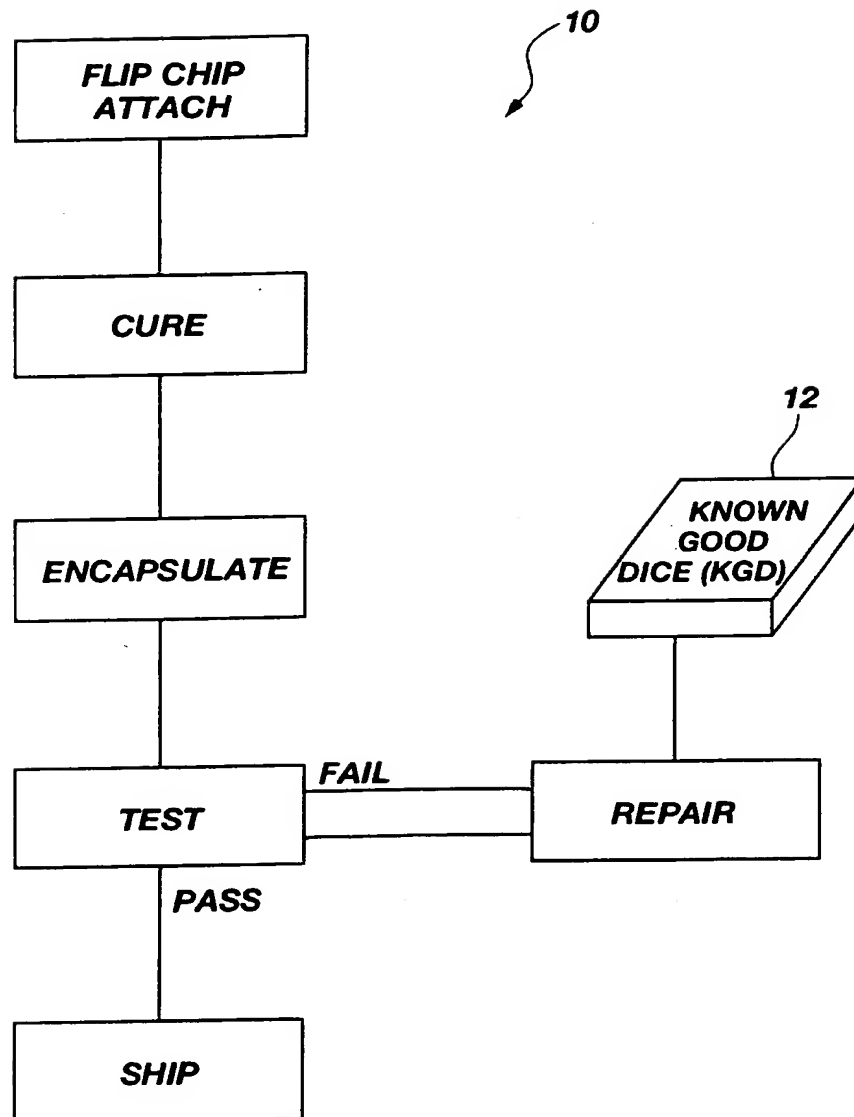 10
FLIP CHIP
ATTACH
CURE
12
KNOWN
GOOD
DICE (KGD)
ENCAPSULATE
FAIL
TEST
REPAIR
PASS
SHIP